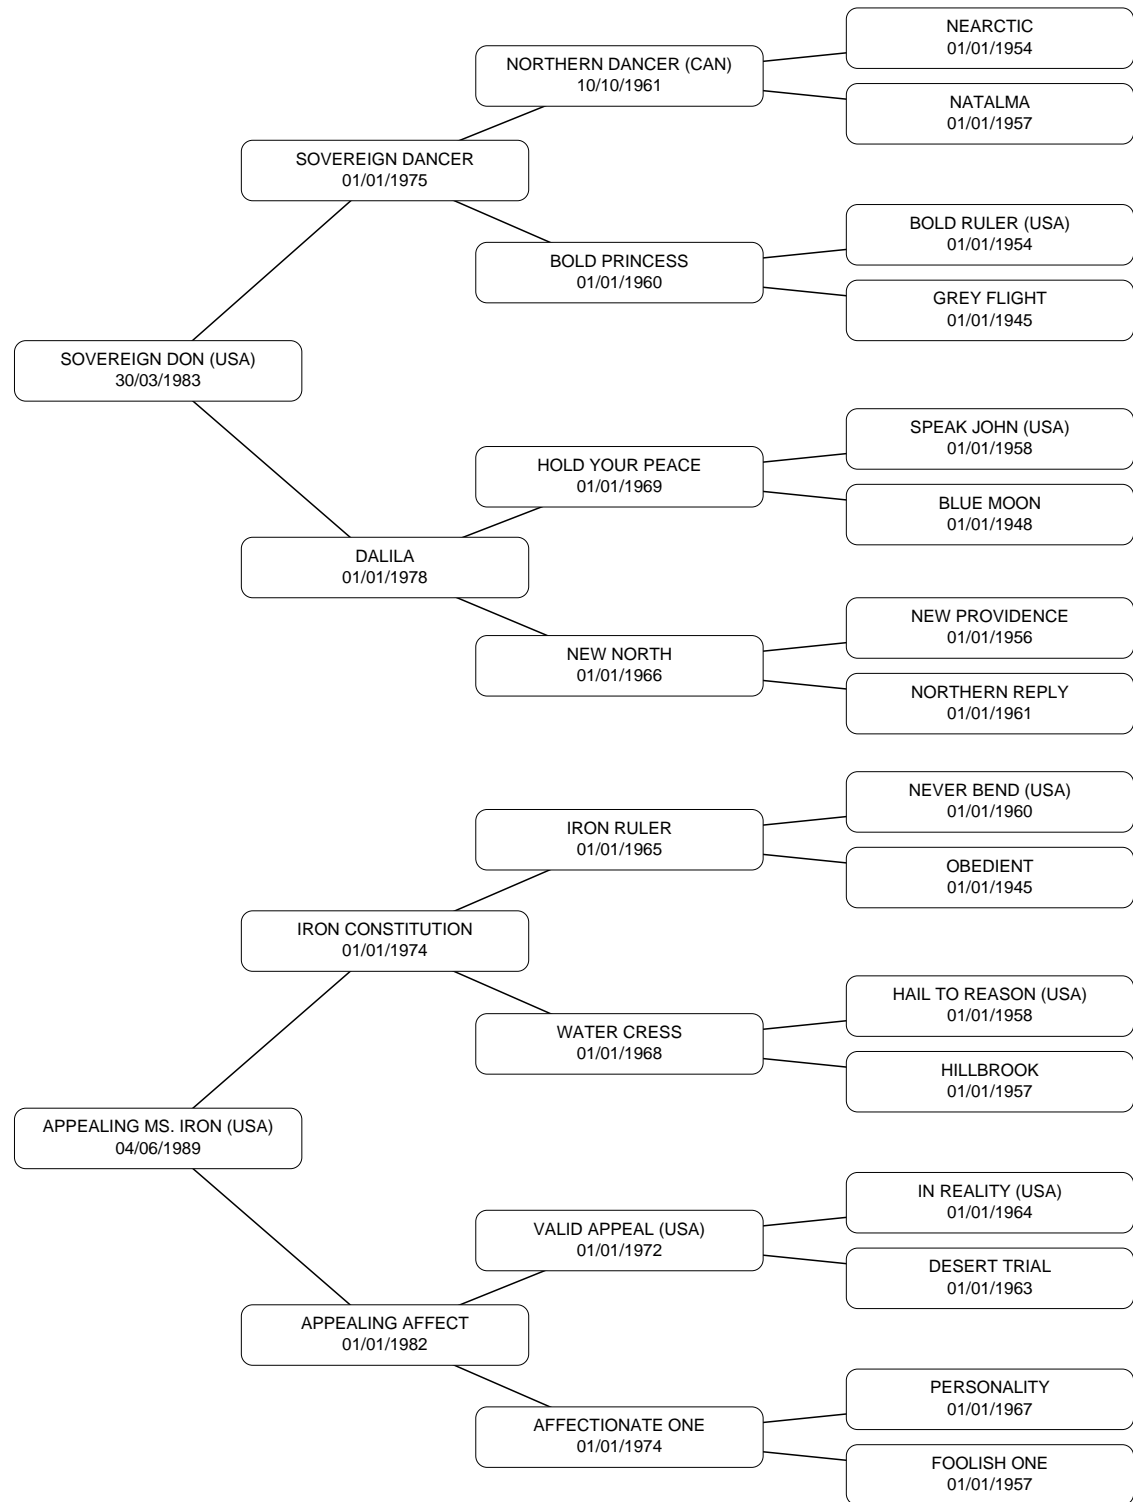 NEARCTIC
01/01/1954
NORTHERN DANCER (CAN)
10/10/1961
NATALMA
01/01/1957
SOVEREIGN DANCER
01/01/1975
BOLD RULER (USA)
01/01/1954
BOLD PRINCESS
01/01/1960
GREY FLIGHT
01/01/1945
SOVEREIGN DON (USA)
30/03/1983
SPEAK JOHN (USA)
01/01/1958
HOLD YOUR PEACE
01/01/1969
BLUE MOON
01/01/1948
DALILA
01/01/1978
NEW PROVIDENCE
01/01/1956
NEW NORTH
01/01/1966
NORTHERN REPLY
01/01/1961
NEVER BEND (USA)
01/01/1960
IRON RULER
01/01/1965
OBEDIENT
01/01/1945
IRON CONSTITUTION
01/01/1974
HAIL TO REASON (USA)
01/01/1958
WATER CRESS
01/01/1968
HILLBROOK
01/01/1957
APPEALING MS. IRON (USA)
04/06/1989
IN REALITY (USA)
01/01/1964
VALID APPEAL (USA)
01/01/1972
DESERT TRIAL
01/01/1963
APPEALING AFFECT
01/01/1982
PERSONALITY
01/01/1967
AFFECTIONATE ONE
01/01/1974
FOOLISH ONE
01/01/1957